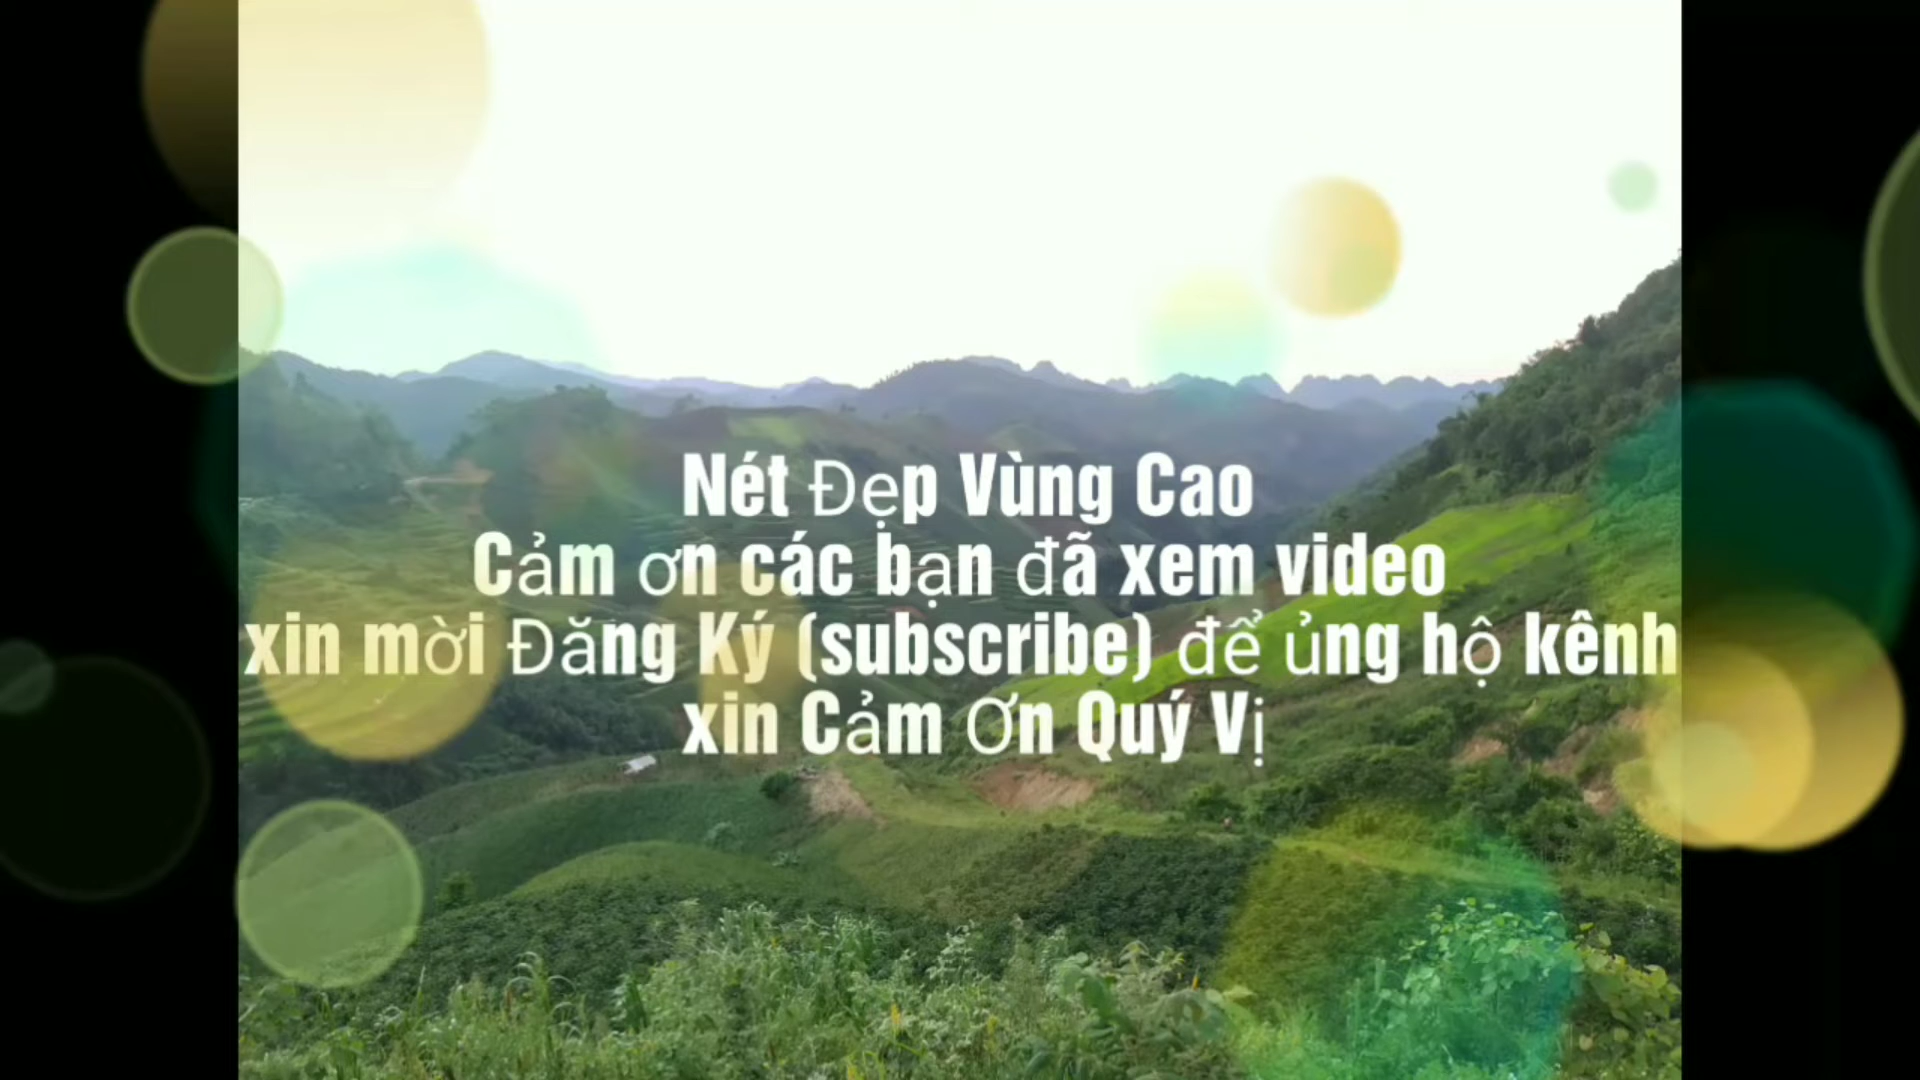 Nét Đẹp Vùng Cao
Cảm ơn các bạn đã xem video
xin mời Đăng Ký (subscribe) để ủng hộ kênh
xin Cảm Ơn Quý Vị